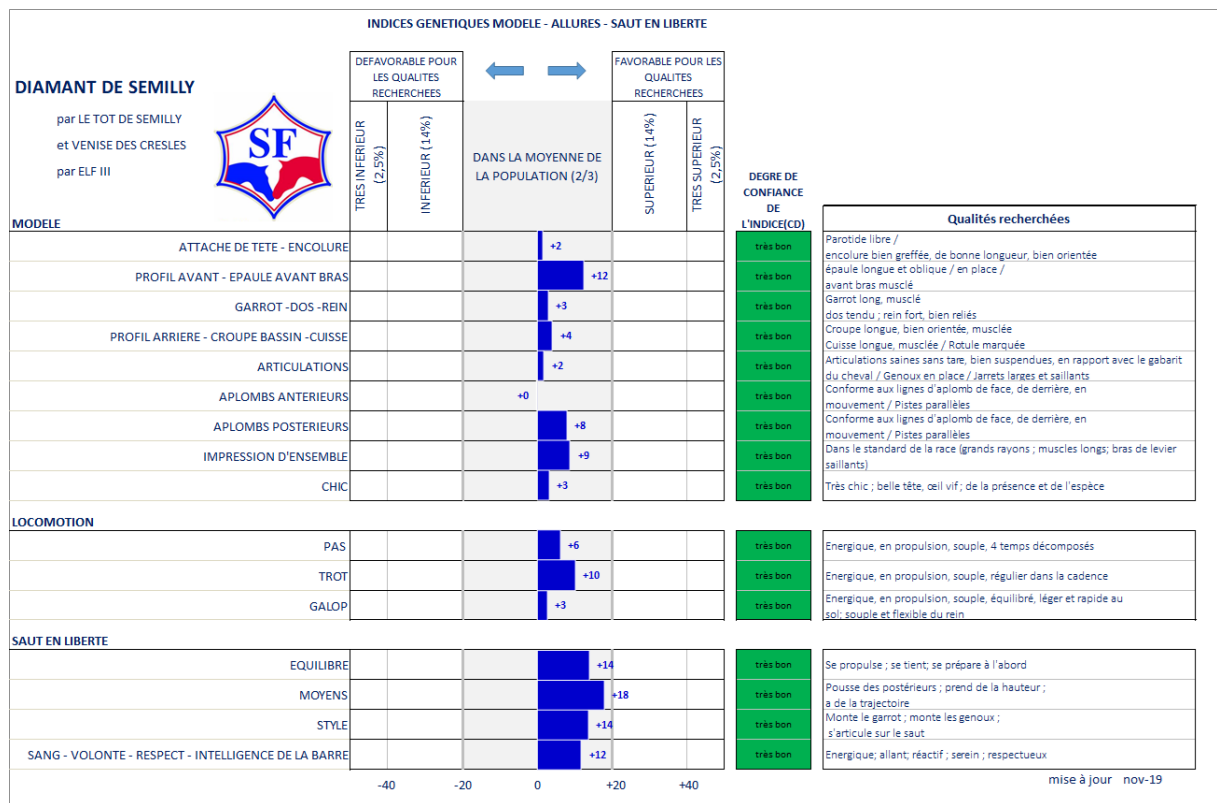 INDICES GENETIQUES MODELE - ALLURES - SAUT EN LIBERTE
DEFAVORABLE POUR
LES QUALITES
RECHERCHEES
FAVORABLE POUR LES
QUALITES
RECHERCHEES
DIAMANT DE SEMILLY
par LE TOT DE SEMILLY
et VENISE DES CRESLES
par ELF III
SF
TRES INFERIEUR
(2,5%)
INFERIEUR (14%)
DANS LA MOYENNE DE
LA POPULATION (2/3)
SUPERIEUR (14%)
TRES SUPERIEUR
(2,5%)
DEGRE DE
CONFIANCE
DE
L'INDICE(CD)
Qualités recherchées
MODELE
ATTACHE DE TETE - ENCOLURE +2 très bon Parotide libre /
encolure bien greffée, de bonne longueur, bien orientée
PROFIL AVANT - EPAULE AVANT BRAS +12 très bon épaule longue et oblique / en place /
avant bras musclé
GARROT -DOS -REIN +3 très bon Garrot long, musclé
dos tendu ; rein fort, bien reliés
PROFIL ARRIERE - CROUPE BASSIN -CUISSE +4 très bon Croupe longue, bien orientée, musclée
Cuisse longue, musclée / Rotule marquée
ARTICULATIONS +2 très bon Articulations saines sans tare, bien suspendues, en rapport avec le gabarit
du cheval / Genoux en place / Jarrets larges et saillants
APLOMBS ANTERIEURS +0 très bon Conforme aux lignes d'aplomb de face, de derrière, en
mouvement / Pistes parallèles
APLOMBS POSTERIEURS +8 très bon Conforme aux lignes d'aplomb de face, de derrière, en
mouvement / Pistes parallèles
IMPRESSION D'ENSEMBLE +9 très bon Dans le standard de la race (grands rayons ; muscles longs; bras de levier
saillants)
CHIC +3 très bon Très chic ; belle tête, œil vif ; de la présence et de l'espèce
LOCOMOTION
PAS +6 très bon Energique, en propulsion, souple, 4 temps décomposés
TROT +10 très bon Energique, en propulsion, souple, régulier dans la cadence
GALOP +3 très bon Energique, en propulsion, souple, équilibré, léger et rapide au
sol; souple et flexible du rein
SAUT EN LIBERTE
EQUILIBRE +14 très bon Se propulse ; se tient; se prépare à l'abord
MOYENS +18 très bon Pousse des postérieurs ; prend de la hauteur ;
a de la trajectoire
STYLE +14 très bon Monte le garrot ; monte les genoux ;
s'articule sur le saut
SANG - VOLONTE - RESPECT - INTELLIGENCE DE LA BARRE +12 très bon Energique; allant; réactif ; serein ; respectueux
-40 -20 0 +20 +40
mise à jour nov-19